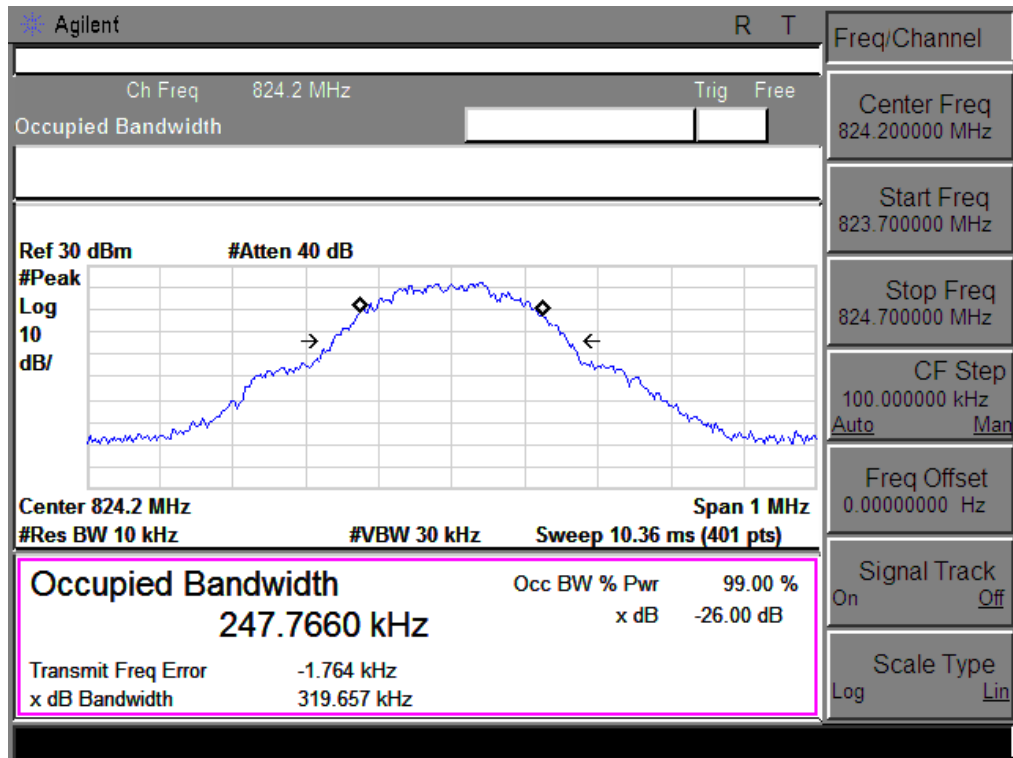 Agilent R T
Ch Freq 824.2 MHz Trig Free
Occupied Bandwidth
Ref 30 dBm #Atten 40 dB
#Peak
Log
10
dB/
Center 824.2 MHz Span 1 MHz
#Res BW 10 kHz #VBW 30 kHz Sweep 10.36 ms (401 pts)
Occupied Bandwidth
247.7660 kHz
Occ BW % Pwr 99.00 %
x dB -26.00 dB
Transmit Freq Error -1.764 kHz
x dB Bandwidth 319.657 kHz
Freq/Channel
Center Freq
824.200000 MHz
Start Freq
823.700000 MHz
Stop Freq
824.700000 MHz
CF Step
100.000000 kHz
Auto Man
Freq Offset
0.00000000 Hz
Signal Track
On Off
Scale Type
Log Lin